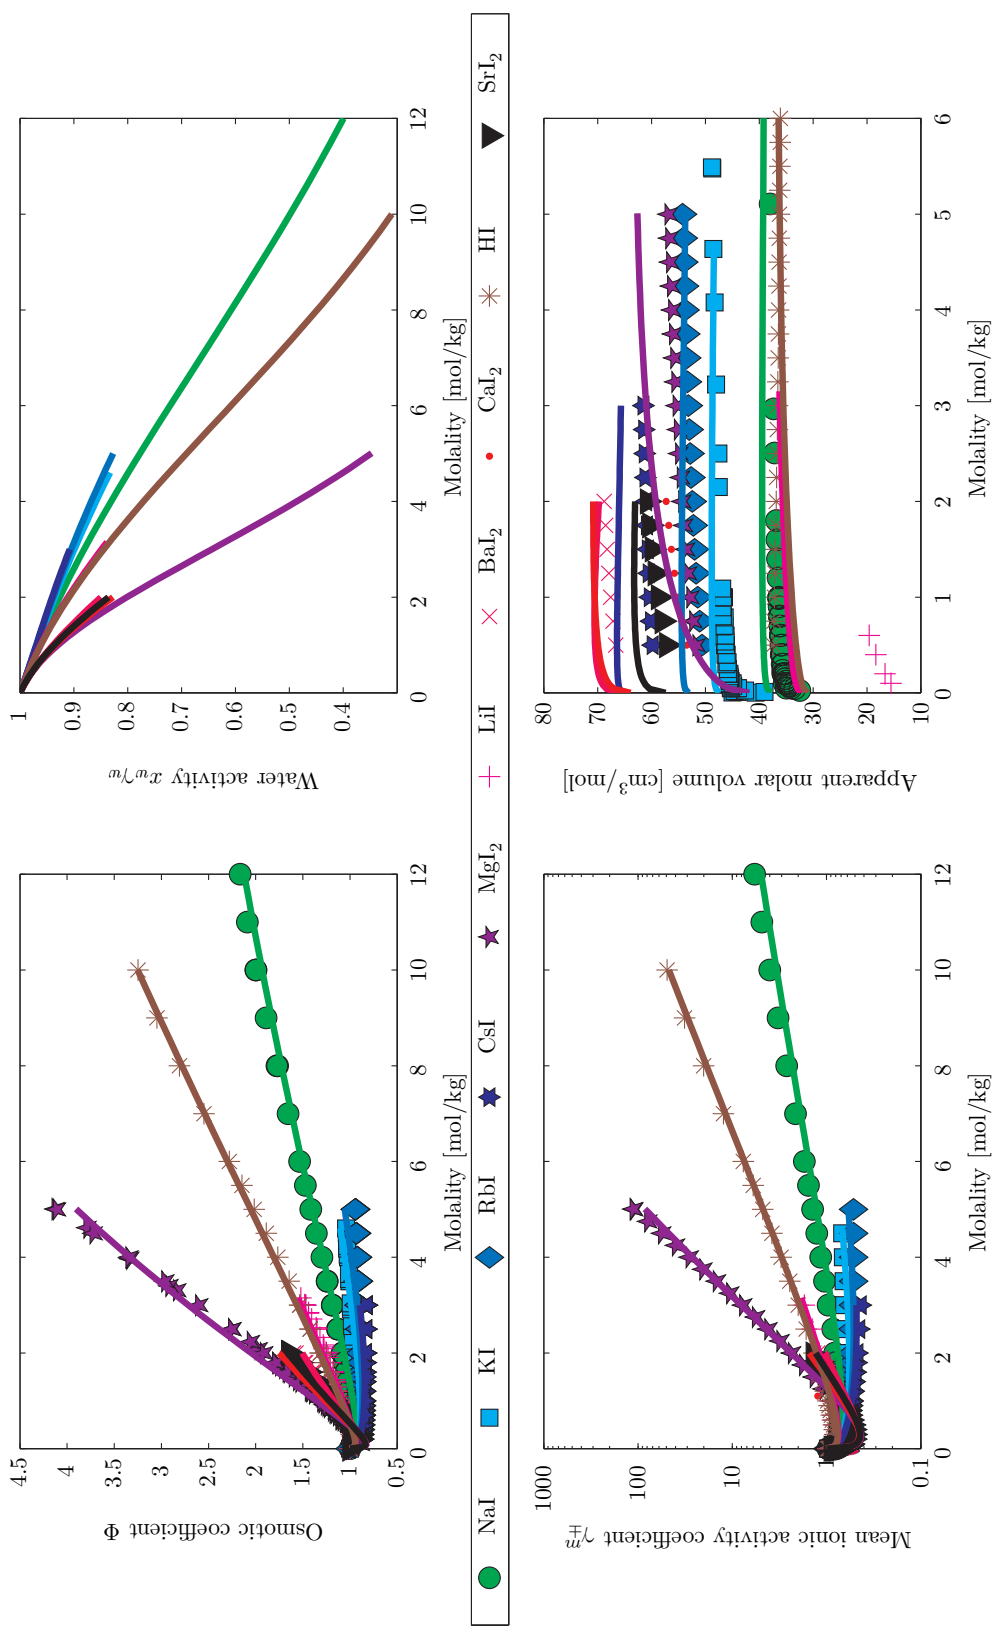 4.5
4
3.5
3
2.5
2
1.5
1
0.5
Osmotic coefficient Φ
0 2 4 6 8 10 12
Molality [mol/kg]
1
0.9
0.8
0.7
0.6
0.5
0.4
Water activity x_w γ_w
0 2 4 6 8 10 12
Molality [mol/kg]
NaI KI RbI CsI MgI₂ LiI BaI₂ CaI₂ HI SrI₂
1000
100
10
1
0.1
Mean ionic activity coefficient γ±ᵐ
0 2 4 6 8 10 12
Molality [mol/kg]
80
70
60
50
40
30
20
10
Apparent molar volume [cm³/mol]
0 1 2 3 4 5 6
Molality [mol/kg]